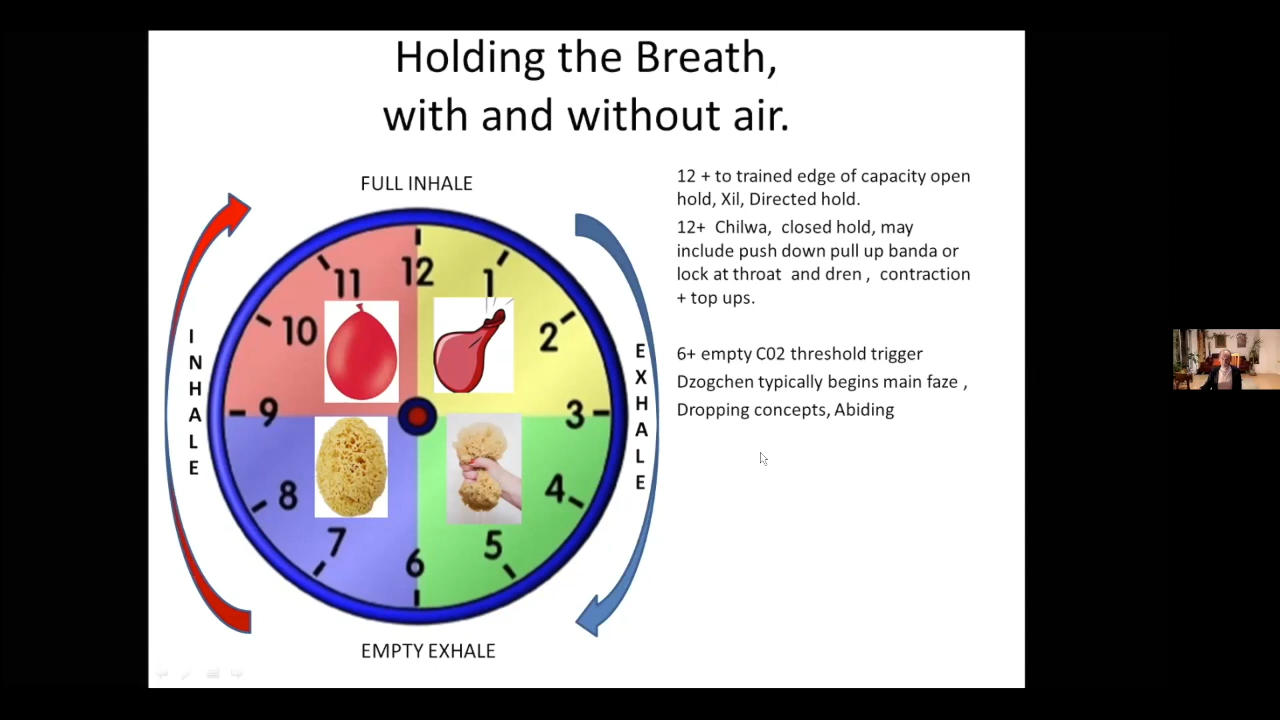 Holding the Breath,
with and without air.
FULL INHALE
12 + to trained edge of capacity open
hold, Xil, Directed hold.
12+ Chilwa, closed hold, may
include push down pull up banda or
lock at throat and dren , contraction
+ top ups.
6+ empty C02 threshold trigger
Dzogchen typically begins main faze ,
Dropping concepts, Abiding
INHALE
12
1
2
3
4
5
6
7
8
9
10
11
EXHALE
EMPTY EXHALE